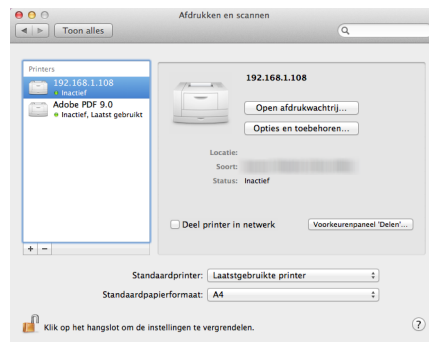 Afdrukken en scannen
Toon alles
Printers
192.168.1.108
Inactief
Adobe PDF 9.0
Inactief, Laatst gebruikt
+ −
192.168.1.108
Open afdrukwachtrij...
Opties en toebehoren...
Locatie:
Soort:
Status: Inactief
Deel printer in netwerk
Voorkeurenpaneel 'Delen'...
Standaardprinter: Laatstgebruikte printer
Standaardpapierformaat: A4
Klik op het hangslot om de instellingen te vergrendelen.
?